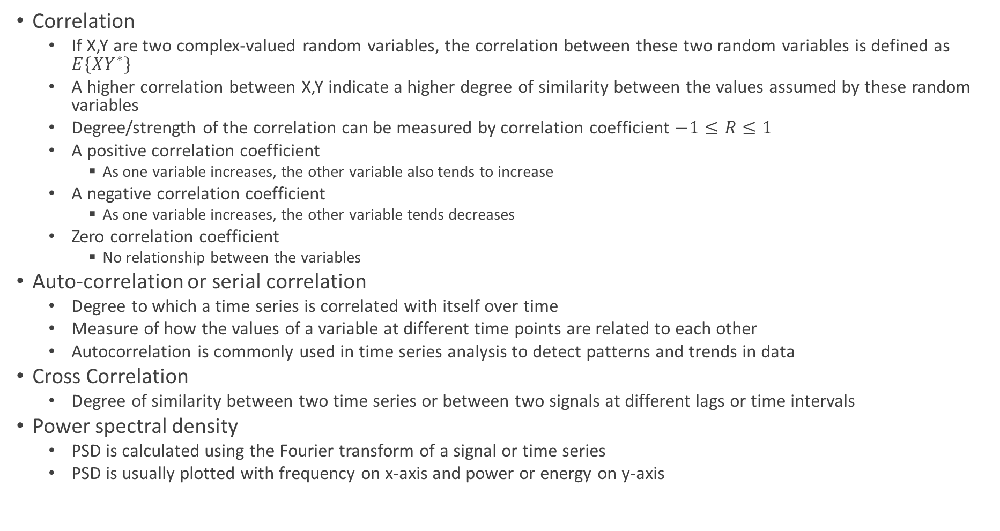 • Correlation
• If X,Y are two complex-valued random variables, the correlation between these two random variables is defined as
E{XY*}
• A higher correlation between X,Y indicate a higher degree of similarity between the values assumed by these random
variables
• Degree/strength of the correlation can be measured by correlation coefficient −1 ≤ R ≤ 1
• A positive correlation coefficient
▪ As one variable increases, the other variable also tends to increase
• A negative correlation coefficient
▪ As one variable increases, the other variable tends decreases
• Zero correlation coefficient
▪ No relationship between the variables
• Auto-correlation or serial correlation
• Degree to which a time series is correlated with itself over time
• Measure of how the values of a variable at different time points are related to each other
• Autocorrelation is commonly used in time series analysis to detect patterns and trends in data
• Cross Correlation
• Degree of similarity between two time series or between two signals at different lags or time intervals
• Power spectral density
• PSD is calculated using the Fourier transform of a signal or time series
• PSD is usually plotted with frequency on x-axis and power or energy on y-axis